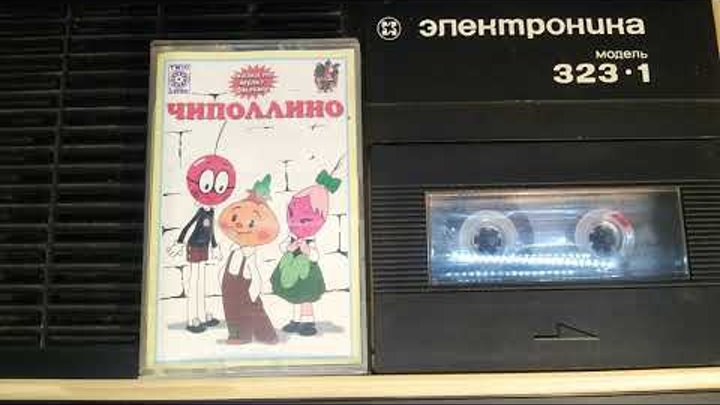 ЧИПОЛЛИНО
электроника
модель
323·1